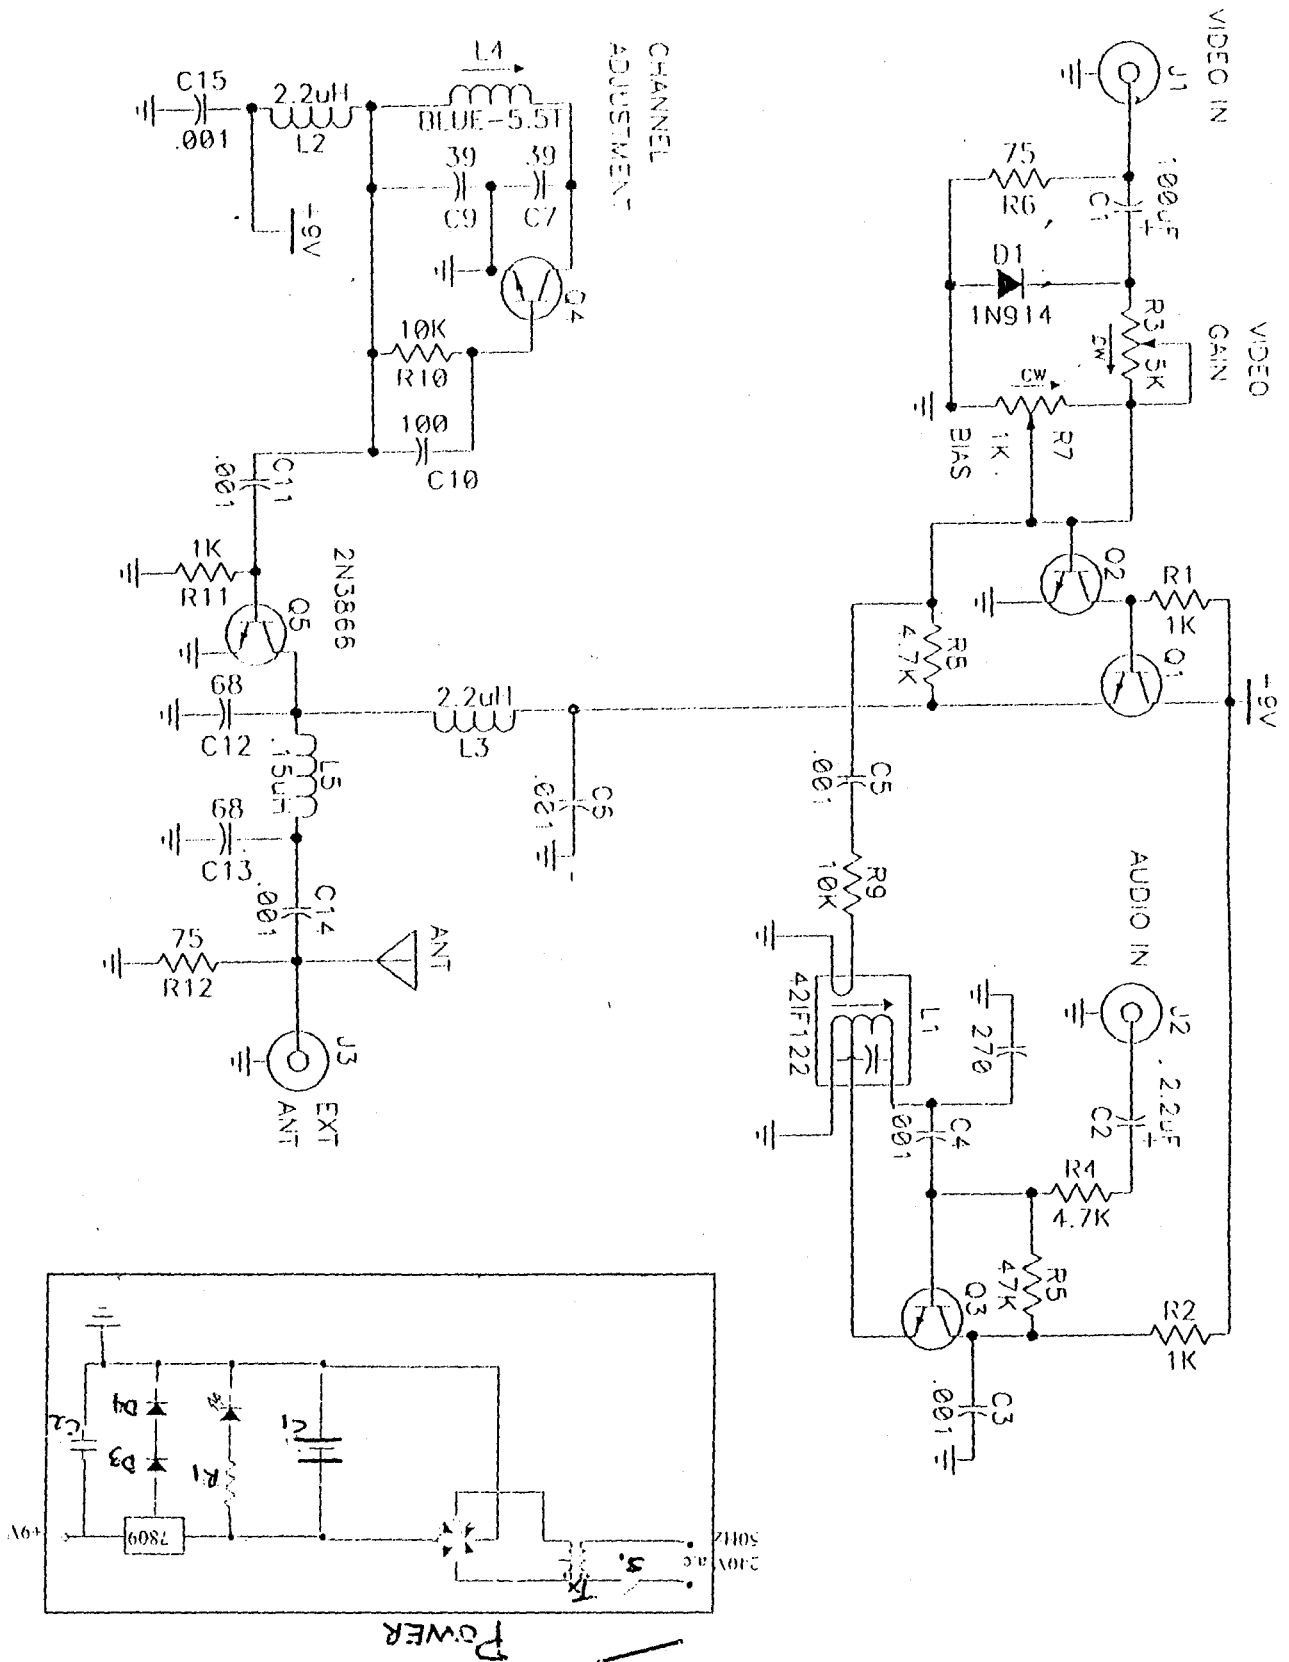 VIDEO IN
J1
100uF
C1
+
75
R6
D1
1N914
R3
5K
CW
VIDEO
GAIN
CW
R7
1K
BIAS
CHANNEL
ADJUSTMENT
L4
BLUE-5.5T
C15
.001
2.2uH
L2
-9V
39
C9
39
C7
Q4
10K
R10
100
C10
C11
.001
1K
R11
Q5
2N3866
68
C12
L5
.15uH
68
C13
C14
.001
75
R12
ANT
J3
EXT
ANT
2.2uH
L3
.001
Q2
R1
1K
Q1
-9V
4.7K
C5
.001
R9
10K
L1
42IF122
270
C4
.001
AUDIO IN
J2
2.2uF
C2
+
R4
4.7K
R5
47K
Q3
R2
1K
C3
.001
C2
D4
D3
R1
C1
7809
+9V
240V a.c
50Hz
S1
Tx
POWER